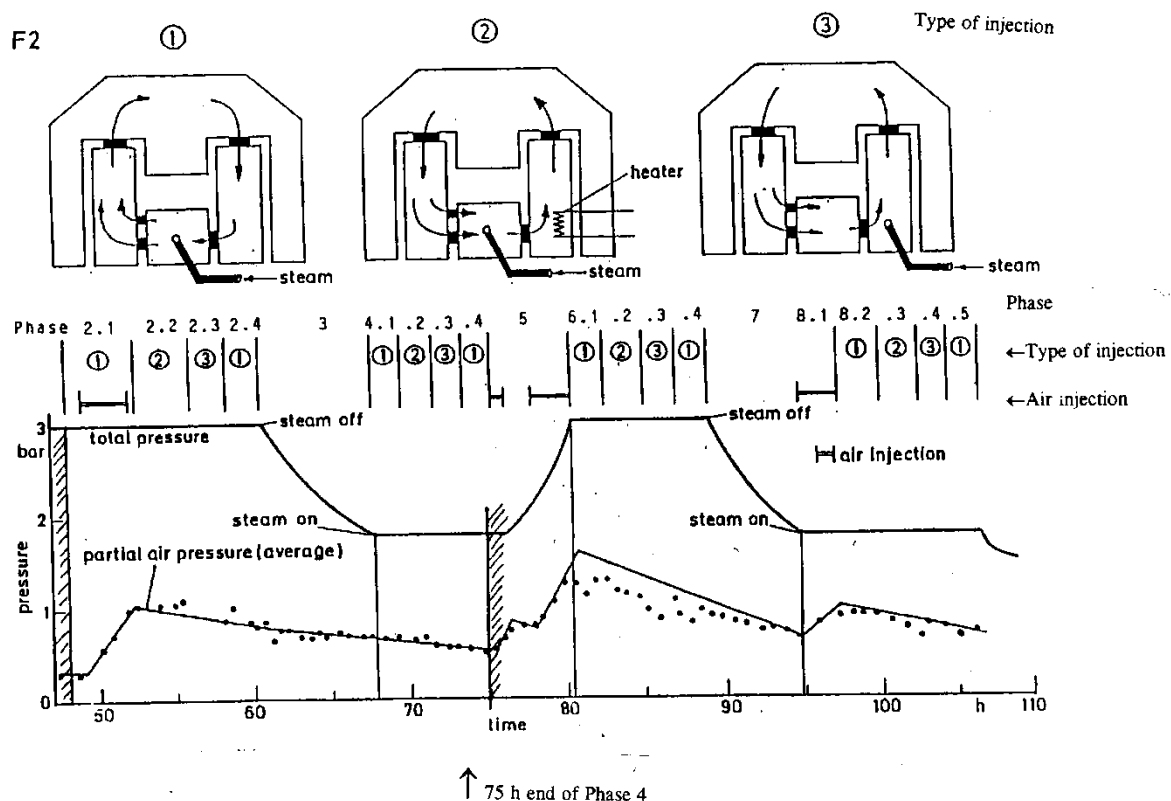 F2
① ② ③ Type of injection
heater
steam steam steam
Phase 2.1 2.2 2.3 2.4 3 4.1 .2 .3 .4 5 6.1 .2 .3 .4 7 8.1 8.2 .3 .4 .5 Phase
① ② ③ ① ① ② ③ ① ① ② ③ ① ① ② ③ ① ←Type of injection
←Air injection
3 total pressure steam off steam off
bar
air injection
2 steam on steam on
partial air pressure (average)
pressure
1
0
50 60 70 80 90 100 h 110
time
↑ 75 h end of Phase 4